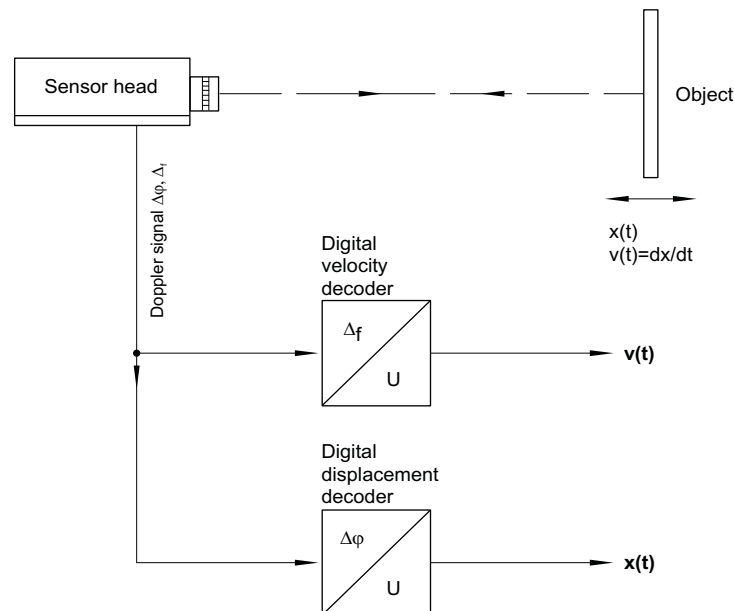 Sensor head
Object
x(t)
v(t)=dx/dt
Doppler signal Δφ, Δf
Digital
velocity
decoder
Δf
U
v(t)
Digital
displacement
decoder
Δφ
U
x(t)